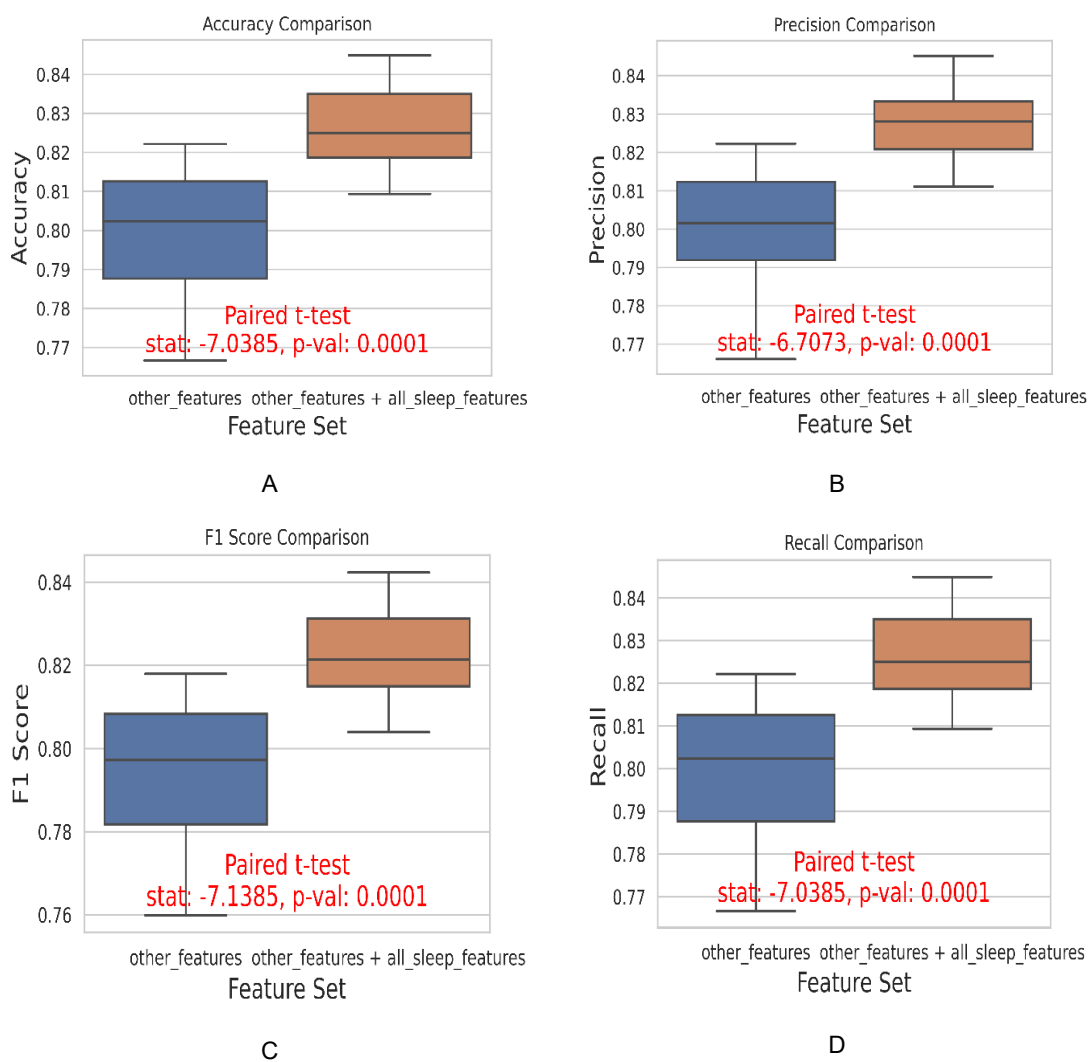 Accuracy Comparison
Accuracy
0.84
0.83
0.82
0.81
0.80
0.79
0.78
0.77
Paired t-test
stat: -7.0385, p-val: 0.0001
other_features other_features + all_sleep_features
Feature Set
A
Precision Comparison
Precision
0.84
0.83
0.82
0.81
0.80
0.79
0.78
0.77
Paired t-test
stat: -6.7073, p-val: 0.0001
other_features other_features + all_sleep_features
Feature Set
B
F1 Score Comparison
F1 Score
0.84
0.82
0.80
0.78
0.76
Paired t-test
stat: -7.1385, p-val: 0.0001
other_features other_features + all_sleep_features
Feature Set
C
Recall Comparison
Recall
0.84
0.83
0.82
0.81
0.80
0.79
0.78
0.77
Paired t-test
stat: -7.0385, p-val: 0.0001
other_features other_features + all_sleep_features
Feature Set
D